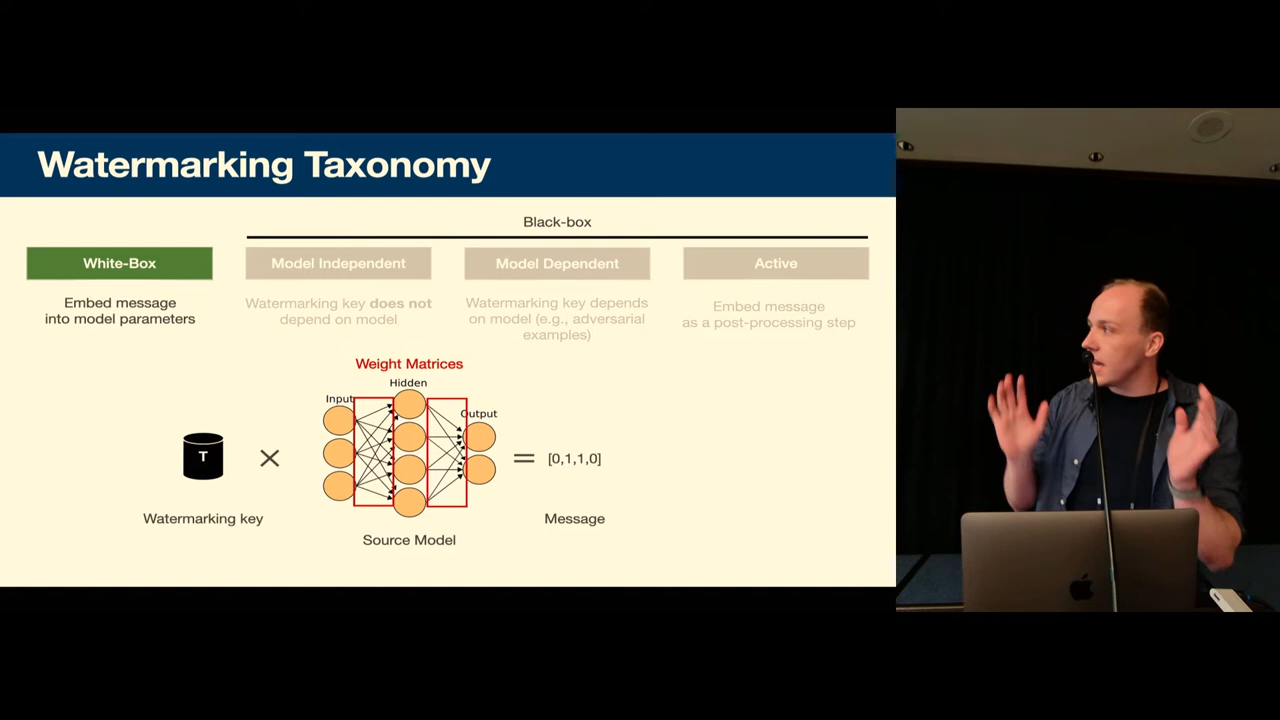 Watermarking Taxonomy
Black-box
White-Box
Model Independent
Model Dependent
Active
Embed message
into model parameters
Watermarking key does not
depend on model
Watermarking key depends
on model (e.g., adversarial
examples)
Embed message
as a post-processing step
Weight Matrices
Hidden
Input
Output
T
[0,1,1,0]
Watermarking key
Message
Source Model